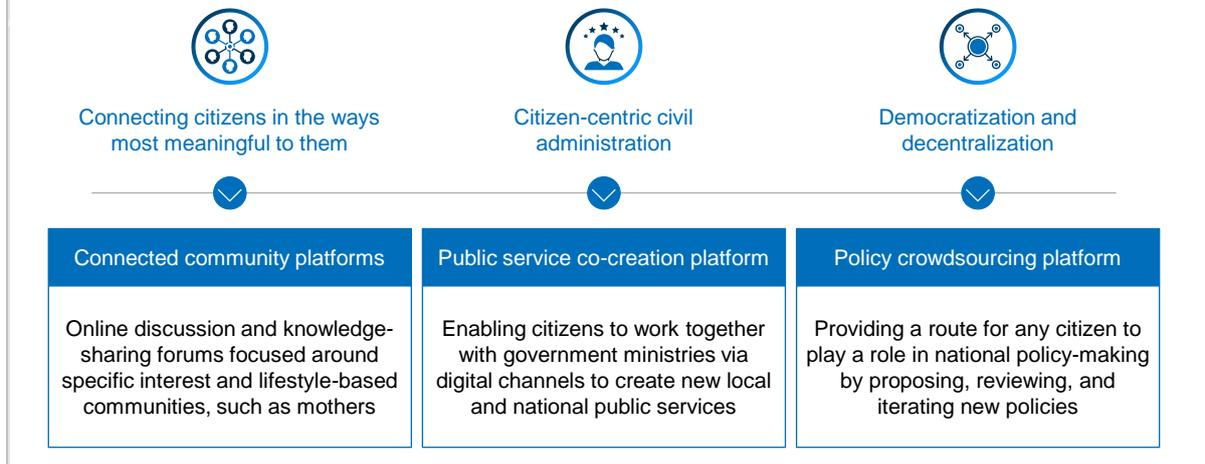 Connecting citizens in the ways
most meaningful to them
Citizen-centric civil
administration
Democratization and
decentralization
Connected community platforms
Public service co-creation platform
Policy crowdsourcing platform
Online discussion and knowledge-
sharing forums focused around
specific interest and lifestyle-based
communities, such as mothers
Enabling citizens to work together
with government ministries via
digital channels to create new local
and national public services
Providing a route for any citizen to
play a role in national policy-making
by proposing, reviewing, and
iterating new policies